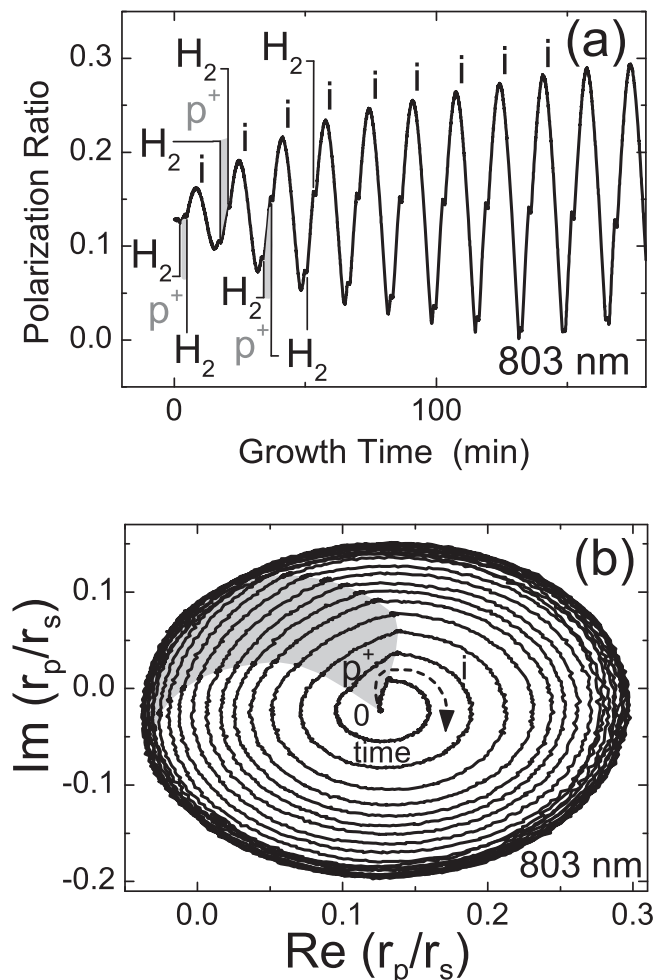 (a)
0.3
0.2
0.1
0.0
Polarization Ratio
H2
p+
H2
i
i
i
H2
i
i
i
i
i
i
H2
p+
H2
H2
p+
H2
803 nm
0
100
Growth Time (min)
(b)
0.1
0.0
-0.1
-0.2
Im (rp/rs)
p+
i
0
time
803 nm
0.0
0.1
0.2
0.3
Re (rp/rs)